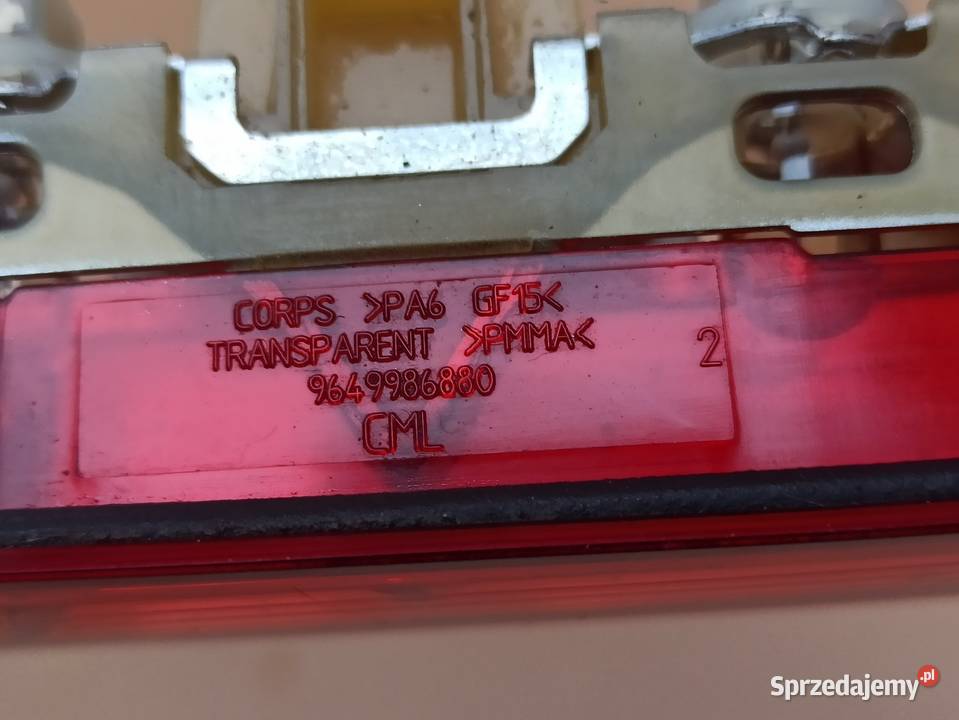 CORPS >PA6 GF15<
TRANSPARENT >PMMA<
2
9649986880
CML
Sprzedajemy.pl